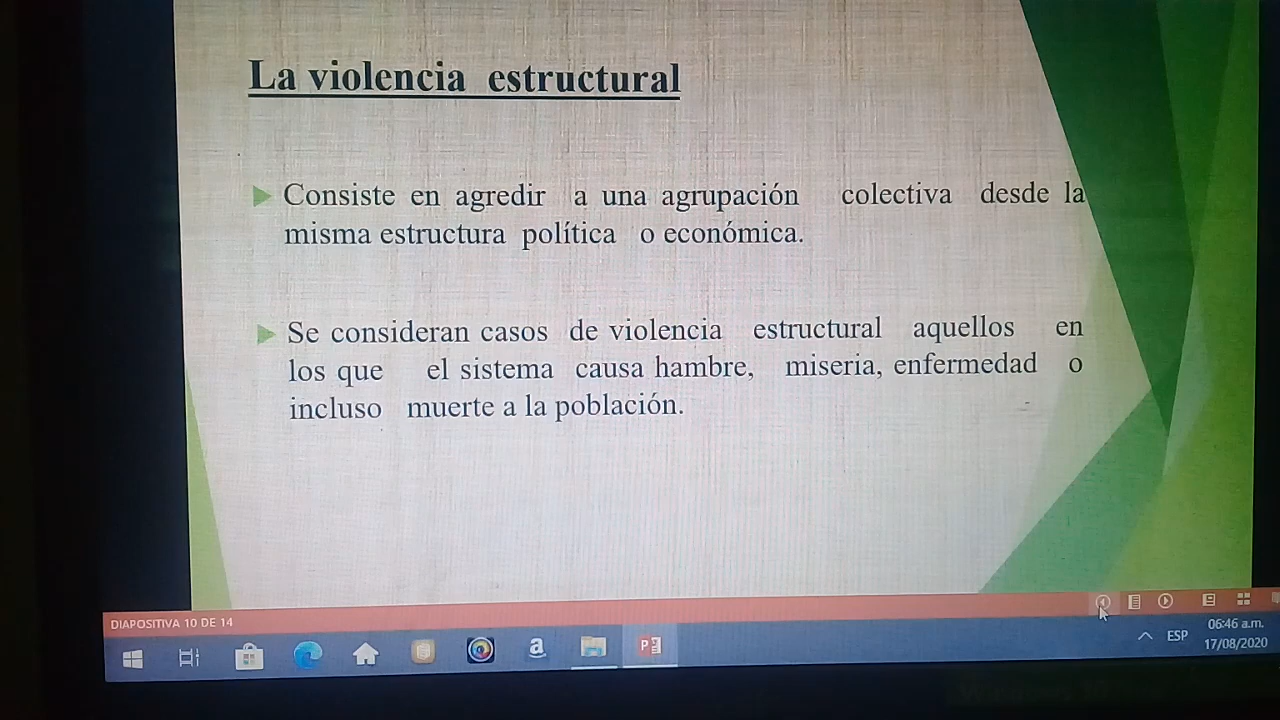 La violencia estructural
Consiste en agredir a una agrupación colectiva desde la
misma estructura política o económica.
Se consideran casos de violencia estructural aquellos en
los que el sistema causa hambre, miseria, enfermedad o
incluso muerte a la población.
DIAPOSITIVA 10 DE 14
ESP
06:46 a.m.
17/08/2020